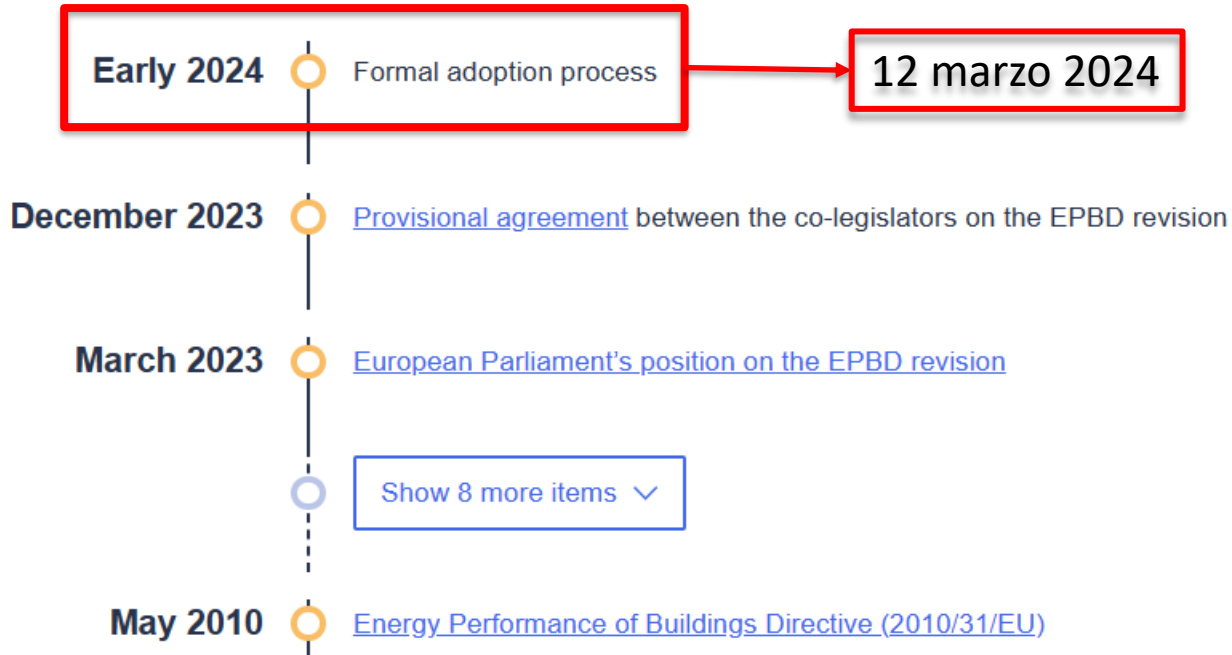 Early 2024 Formal adoption process 12 marzo 2024
December 2023 Provisional agreement between the co-legislators on the EPBD revision
March 2023 European Parliament's position on the EPBD revision
Show 8 more items
May 2010 Energy Performance of Buildings Directive (2010/31/EU)